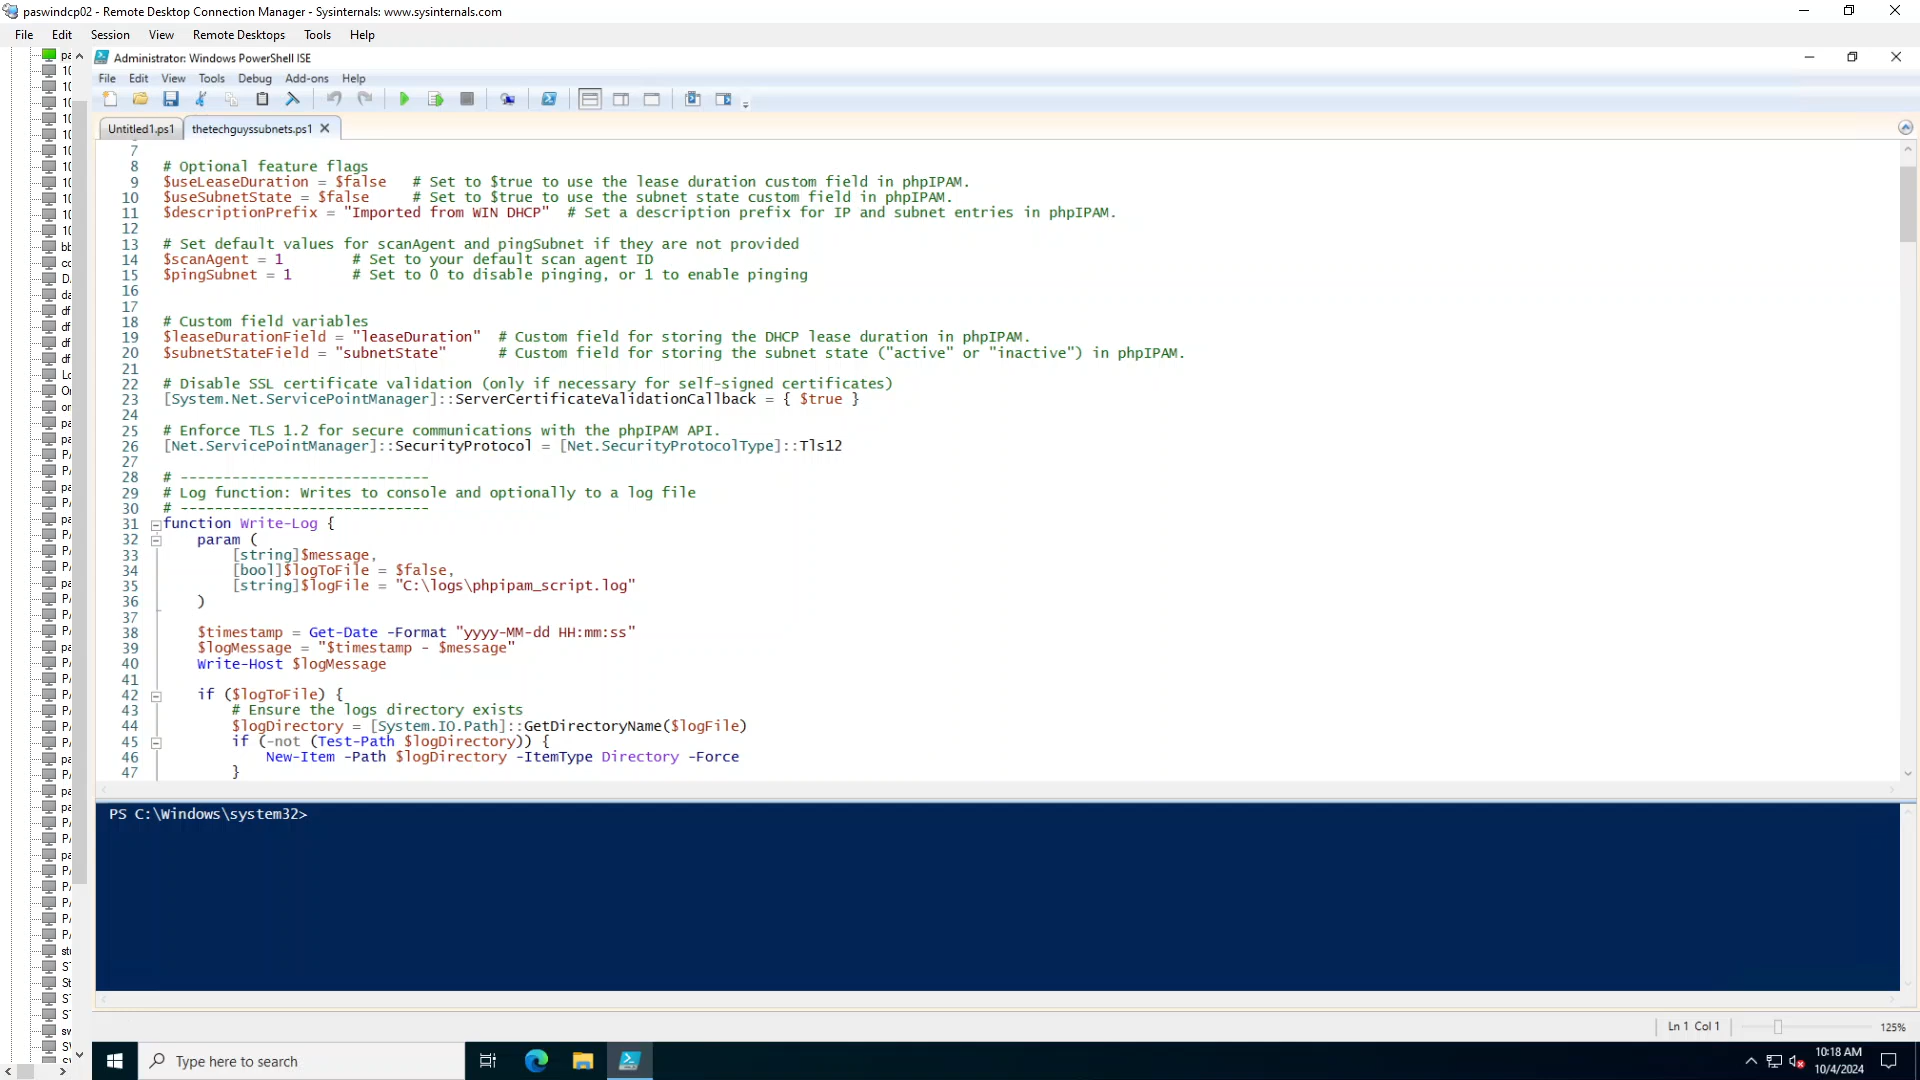 paswindcp02 - Remote Desktop Connection Manager - Sysinternals: www.sysinternals.com
File Edit Session View Remote Desktops Tools Help
Administrator: Windows PowerShell ISE
File Edit View Tools Debug Add-ons Help
Untitled1.ps1 thetechguyssubnets.ps1
7
8 # Optional feature flags
9 $useLeaseDuration = $false # Set to $true to use the lease duration custom field in phpIPAM.
10 $useSubnetState = $false # Set to $true to use the subnet state custom field in phpIPAM.
11 $descriptionPrefix = "Imported from WIN DHCP" # Set a description prefix for IP and subnet entries in phpIPAM.
12
13 # Set default values for scanAgent and pingSubnet if they are not provided
14 $scanAgent = 1 # Set to your default scan agent ID
15 $pingSubnet = 1 # Set to 0 to disable pinging, or 1 to enable pinging
16
17
18 # Custom field variables
19 $leaseDurationField = "leaseDuration" # Custom field for storing the DHCP lease duration in phpIPAM.
20 $subnetStateField = "subnetState" # Custom field for storing the subnet state ("active" or "inactive") in phpIPAM.
21
22 # Disable SSL certificate validation (only if necessary for self-signed certificates)
23 [System.Net.ServicePointManager]::ServerCertificateValidationCallback = { $true }
24
25 # Enforce TLS 1.2 for secure communications with the phpIPAM API.
26 [Net.ServicePointManager]::SecurityProtocol = [Net.SecurityProtocolType]::Tls12
27
28 # -----------------------------
29 # Log function: Writes to console and optionally to a log file
30 # -----------------------------
31 function Write-Log {
32 param (
33 [string]$message,
34 [bool]$logToFile = $false,
35 [string]$logFile = "C:\logs\phpipam_script.log"
36 )
37
38 $timestamp = Get-Date -Format "yyyy-MM-dd HH:mm:ss"
39 $logMessage = "$timestamp - $message"
40 Write-Host $logMessage
41
42 if ($logToFile) {
43 # Ensure the logs directory exists
44 $logDirectory = [System.IO.Path]::GetDirectoryName($logFile)
45 if (-not (Test-Path $logDirectory)) {
46 New-Item -Path $logDirectory -ItemType Directory -Force
47 }
PS C:\Windows\system32>
Ln 1 Col 1 125%
Type here to search
10:18 AM
10/4/2024